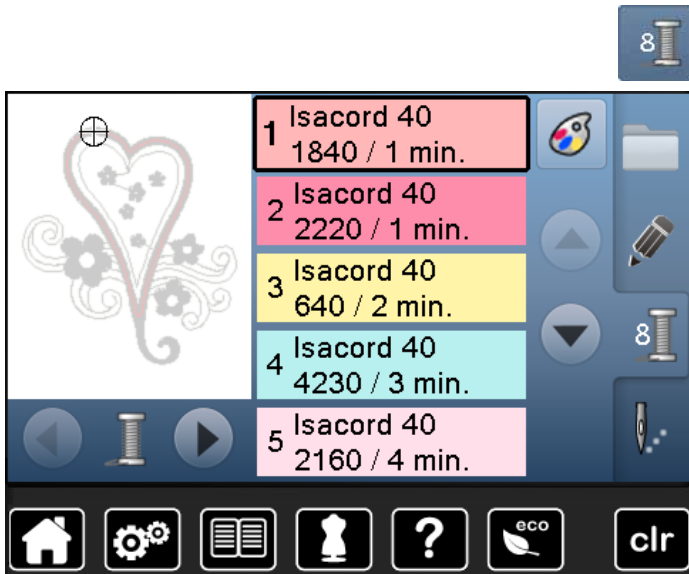 8
1 Isacord 40
1840 / 1 min.
2 Isacord 40
2220 / 1 min.
3 Isacord 40
640 / 2 min.
4 Isacord 40
4230 / 3 min.
5 Isacord 40
2160 / 4 min.
8
?
eco
clr